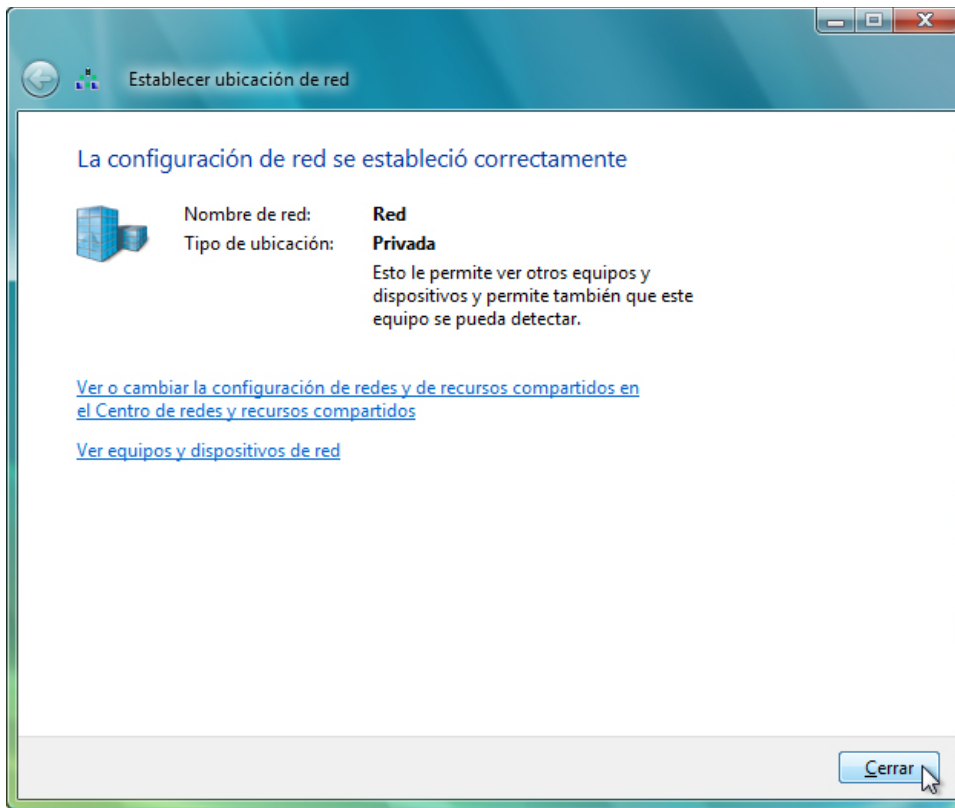 Establecer ubicación de red
La configuración de red se estableció correctamente
Nombre de red: Red
Tipo de ubicación: Privada
Esto le permite ver otros equipos y
dispositivos y permite también que este
equipo se pueda detectar.
Ver o cambiar la configuración de redes y de recursos compartidos en
el Centro de redes y recursos compartidos
Ver equipos y dispositivos de red
Cerrar